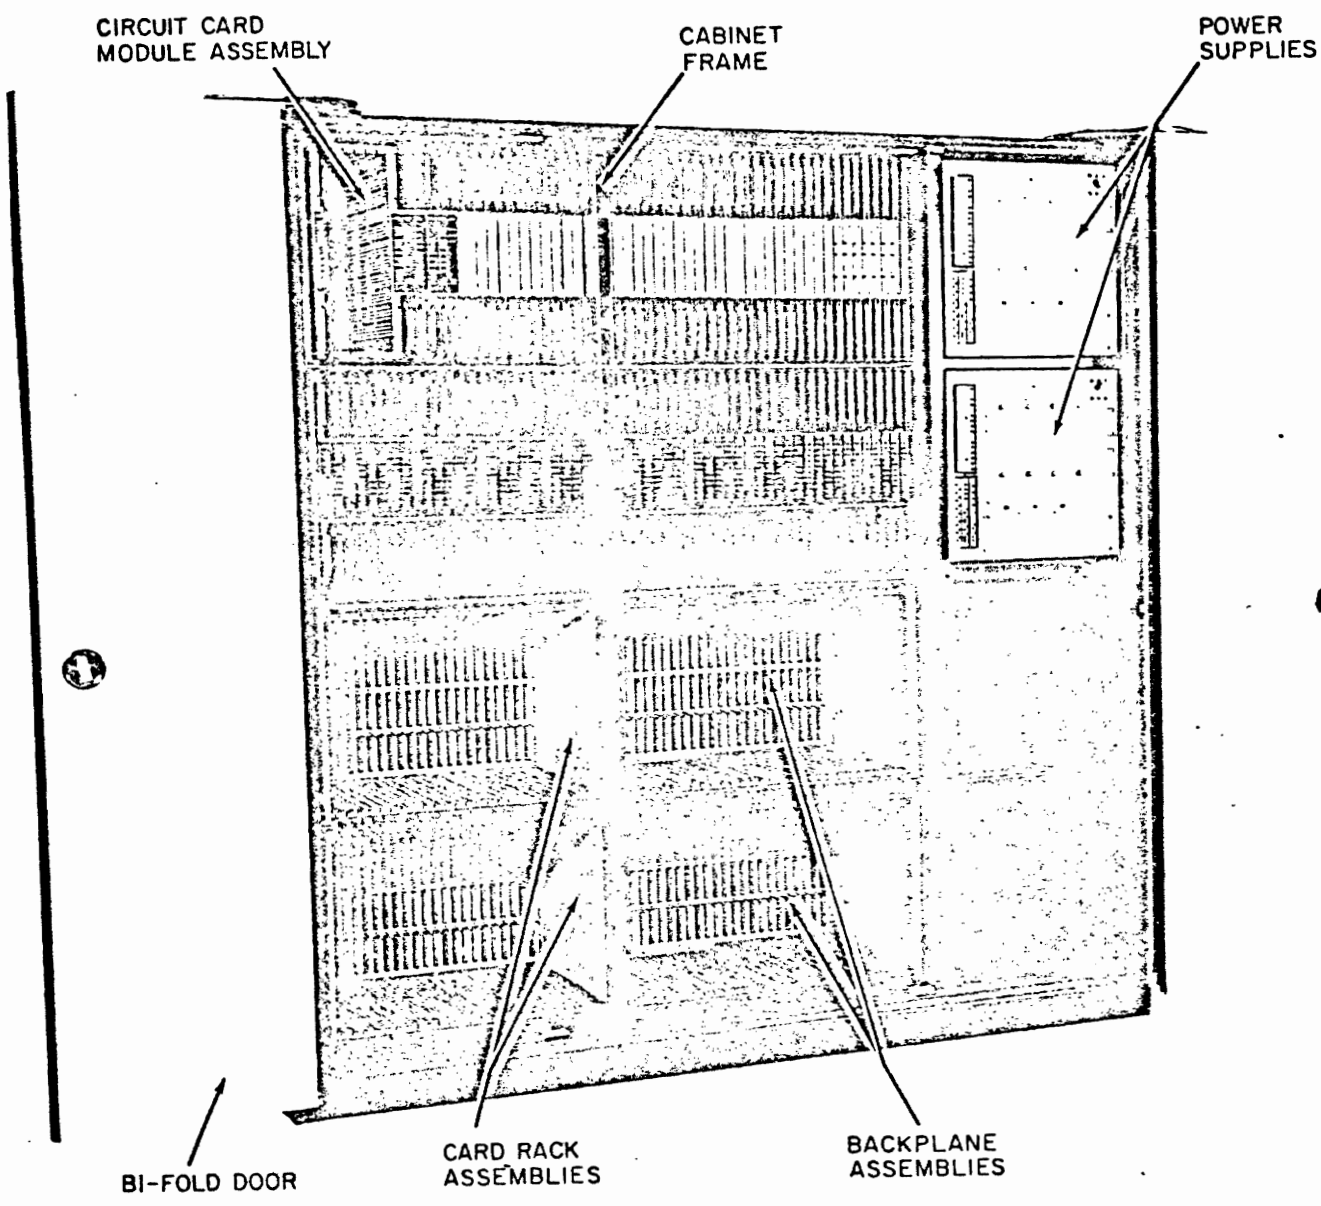 CIRCUIT CARD
MODULE ASSEMBLY
CABINET
FRAME
POWER
SUPPLIES
CARD RACK
ASSEMBLIES
BACKPLANE
ASSEMBLIES
BI-FOLD DOOR